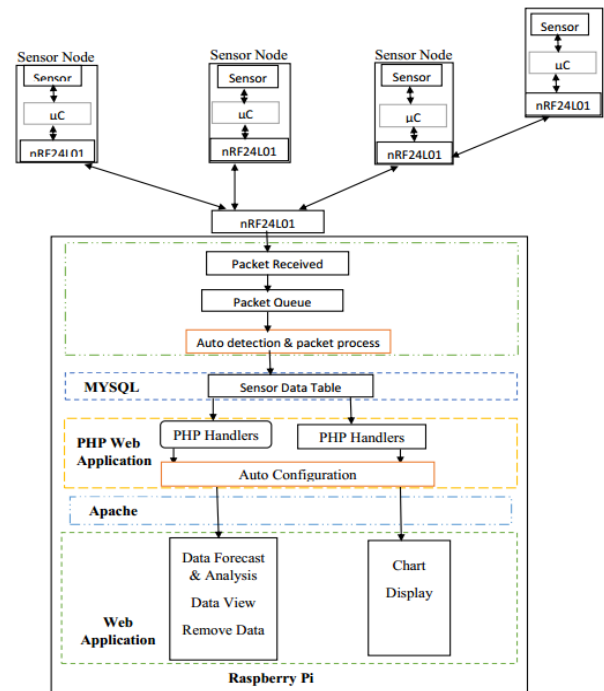 Sensor
µC
nRF24L01
Sensor Node
Sensor
µC
nRF24L01
Sensor Node
Sensor
µC
nRF24L01
Sensor Node
Sensor
µC
nRF24L01
nRF24L01
Packet Received
Packet Queue
Auto detection & packet process
MYSQL
Sensor Data Table
PHP Web
Application
PHP Handlers
PHP Handlers
Auto Configuration
Apache
Web
Application
Data Forecast
& Analysis
Data View
Remove Data
Chart
Display
Raspberry Pi